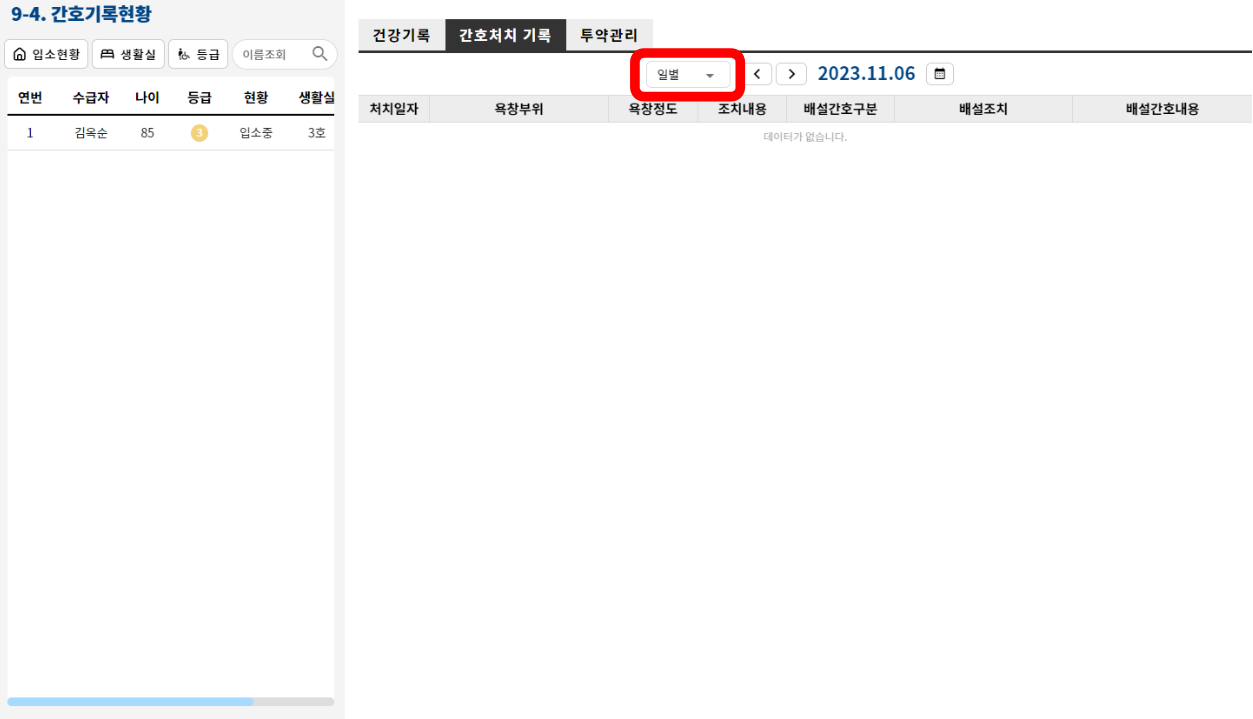 9-4. 간호기록현황
입소현황 생활실 등급 이름조회
연번 수급자 나이 등급 현황 생활실
1 김옥순 85 3 입소중 3호
건강기록 간호처치 기록 투약관리
일별 2023.11.06
처치일자 욕창부위 욕창정도 조치내용 배설간호구분 배설조치 배설간호내용
데이터가 없습니다.